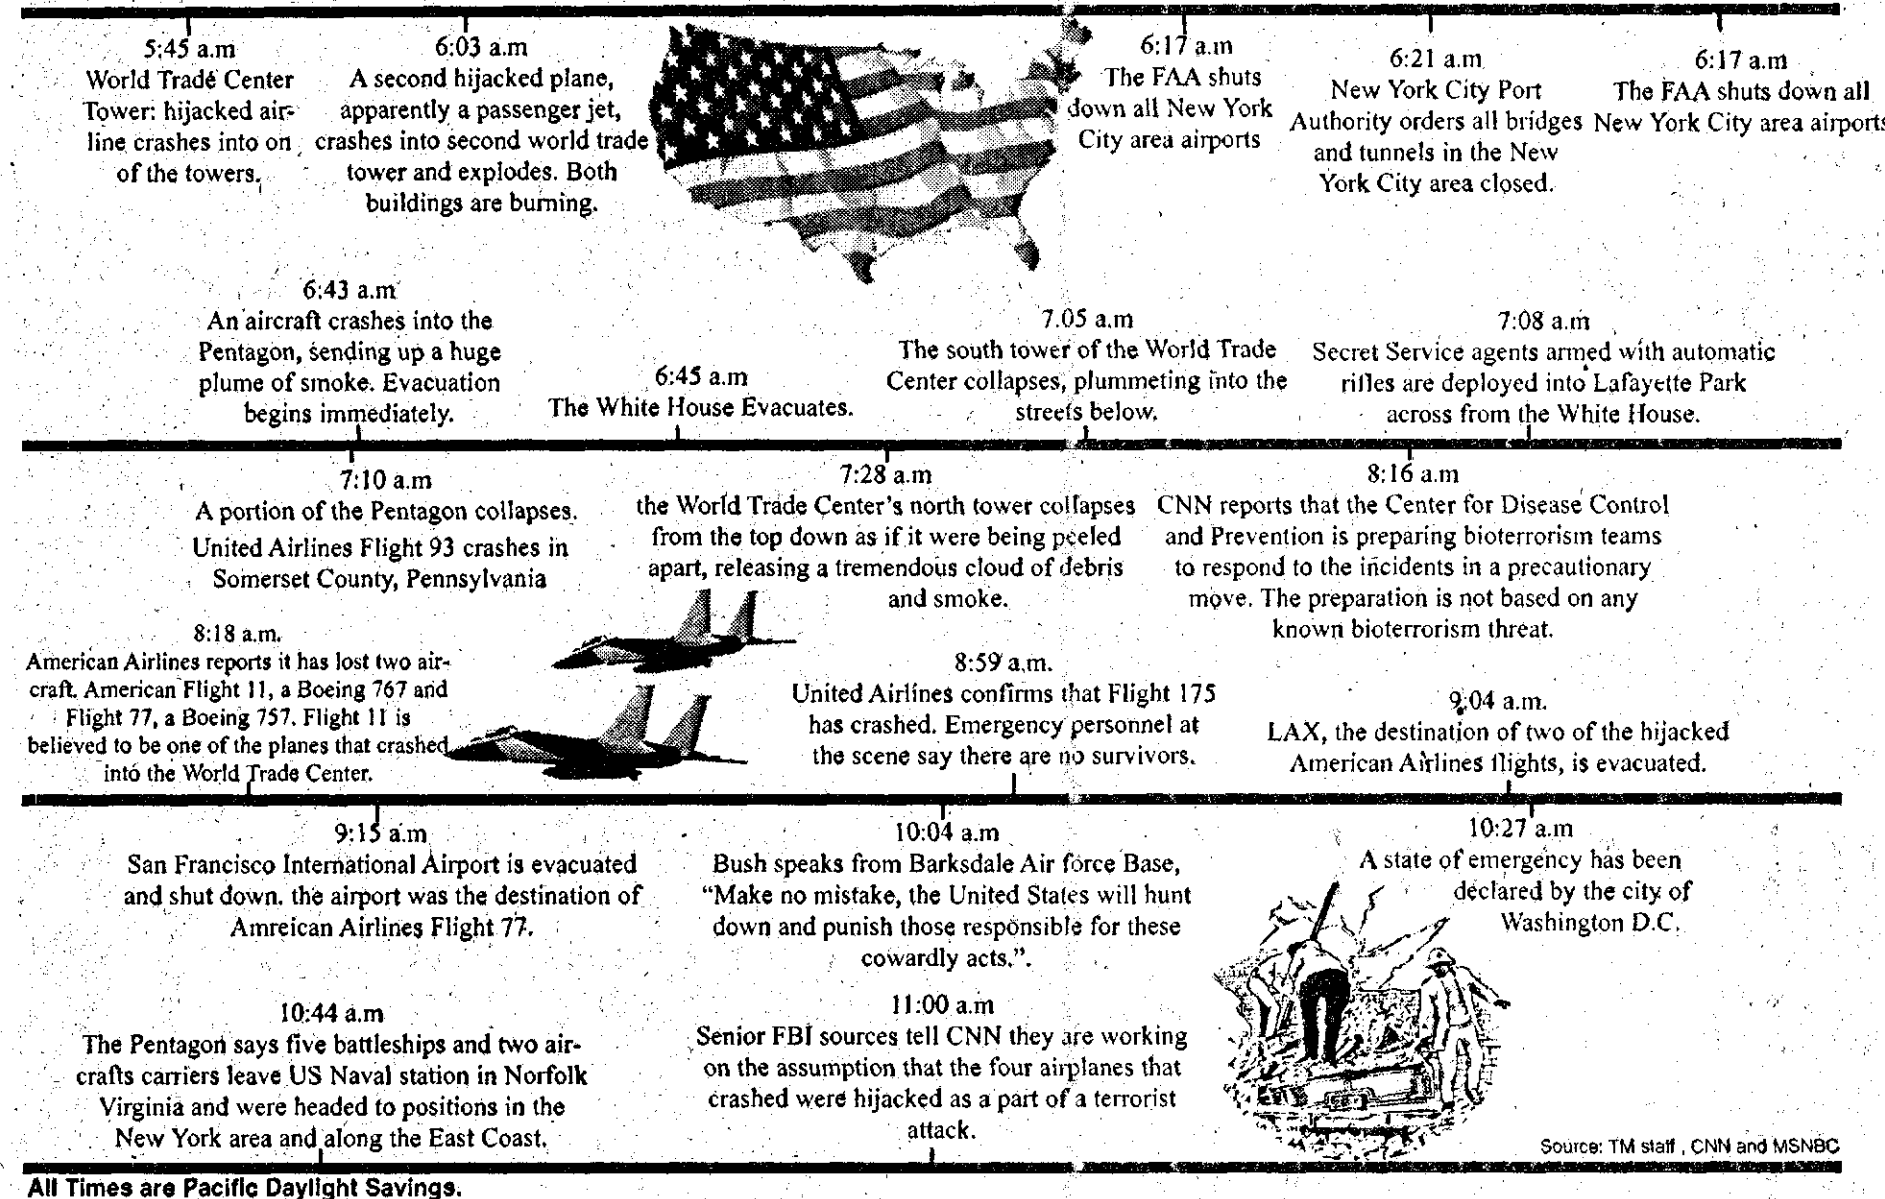 5:45 a.m
World Trade Center
Tower: hijacked air-
line crashes into on
of the towers.
6:03 a.m
A second hijacked plane,
apparently a passenger jet,
crashes into second world trade
tower and explodes. Both
buildings are burning.
6:17 a.m
The FAA shuts
down all New York
City area airports
6:21 a.m
New York City Port
Authority orders all bridges
and tunnels in the New
York City area closed.
6:17 a.m
The FAA shuts down all
New York City area airports
6:43 a.m
An aircraft crashes into the
Pentagon, sending up a huge
plume of smoke. Evacuation
begins immediately.
6:45 a.m
The White House Evacuates.
7.05 a.m
The south tower of the World Trade
Center collapses, plummeting into the
streets below.
7:08 a.m
Secret Service agents armed with automatic
rifles are deployed into Lafayette Park
across from the White House.
7:10 a.m
A portion of the Pentagon collapses.
United Airlines Flight 93 crashes in
Somerset County, Pennsylvania
7:28 a.m
the World Trade Center's north tower collapses
from the top down as if it were being peeled
apart, releasing a tremendous cloud of debris
and smoke.
8:16 a.m
CNN reports that the Center for Disease Control
and Prevention is preparing bioterrorism teams
to respond to the incidents in a precautionary
move. The preparation is not based on any
known bioterrorism threat.
8:18 a.m.
American Airlines reports it has lost two air-
craft. American Flight 11, a Boeing 767 and
Flight 77, a Boeing 757. Flight 11 is
believed to be one of the planes that crashed
into the World Trade Center.
8:59 a.m.
United Airlines confirms that Flight 175
has crashed. Emergency personnel at
the scene say there are no survivors.
9:04 a.m.
LAX, the destination of two of the hijacked
American Airlines flights, is evacuated.
9:15 a.m
San Francisco International Airport is evacuated
and shut down. the airport was the destination of
Amreican Airlines Flight 77.
10:04 a.m
Bush speaks from Barksdale Air force Base,
“Make no mistake, the United States will hunt
down and punish those responsible for these
cowardly acts.”.
10:27 a.m
A state of emergency has been
declared by the city of
Washington D.C.
10:44 a.m
The Pentagon says five battleships and two air-
crafts carriers leave US Naval station in Norfolk
Virginia and were headed to positions in the
New York area and along the East Coast.
11:00 a.m
Senior FBI sources tell CNN they are working
on the assumption that the four airplanes that
crashed were hijacked as a part of a terrorist
attack.
Source: TM staff , CNN and MSNBC
All Times are Pacific Daylight Savings.